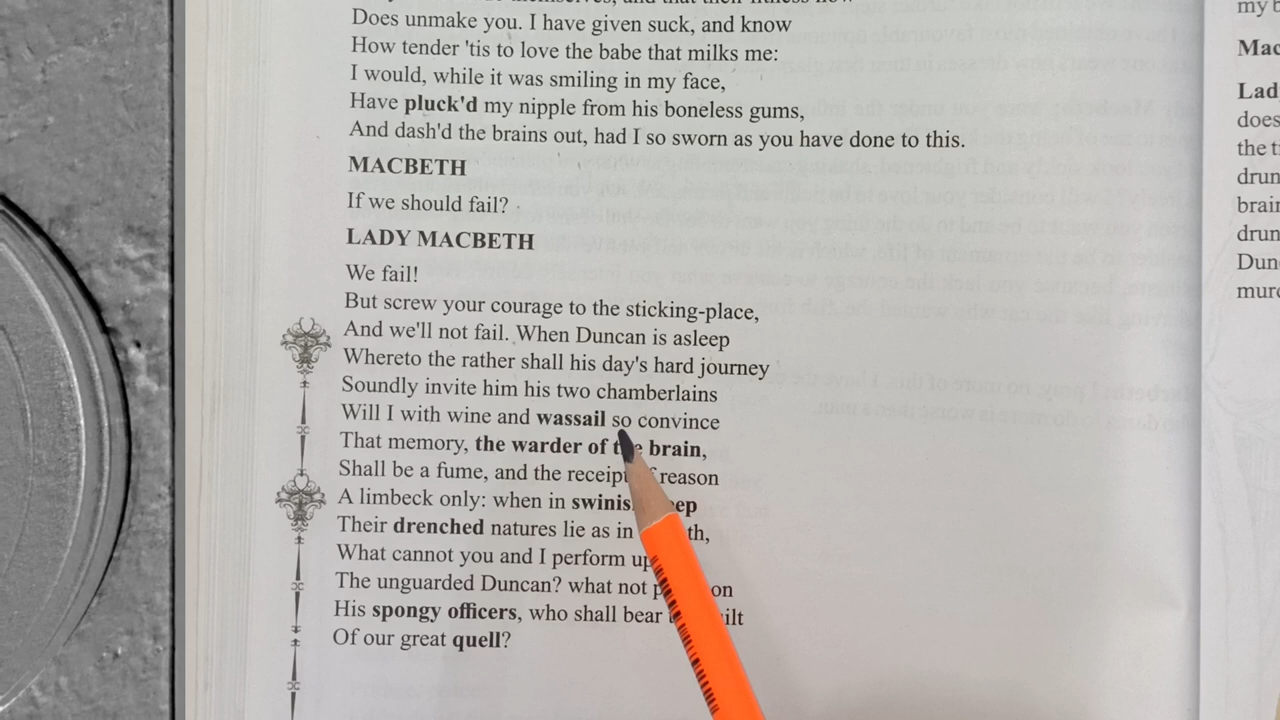 Does unmake you. I have given suck, and know
How tender 'tis to love the babe that milks me:
I would, while it was smiling in my face,
Have pluck'd my nipple from his boneless gums,
And dash'd the brains out, had I so sworn as you have done to this.
MACBETH
If we should fail?
LADY MACBETH
We fail!
But screw your courage to the sticking-place,
And we'll not fail. When Duncan is asleep
Whereto the rather shall his day's hard journey
Soundly invite him his two chamberlains
Will I with wine and wassail so convince
That memory, the warder of brain,
Shall be a fume, and the receipt reason
A limbeck only: when in
Their drenched natures lie as in
What cannot you and I perform
The unguarded Duncan? what not
His spongy officers, who shall bear
Of our great quell?
my
does
the